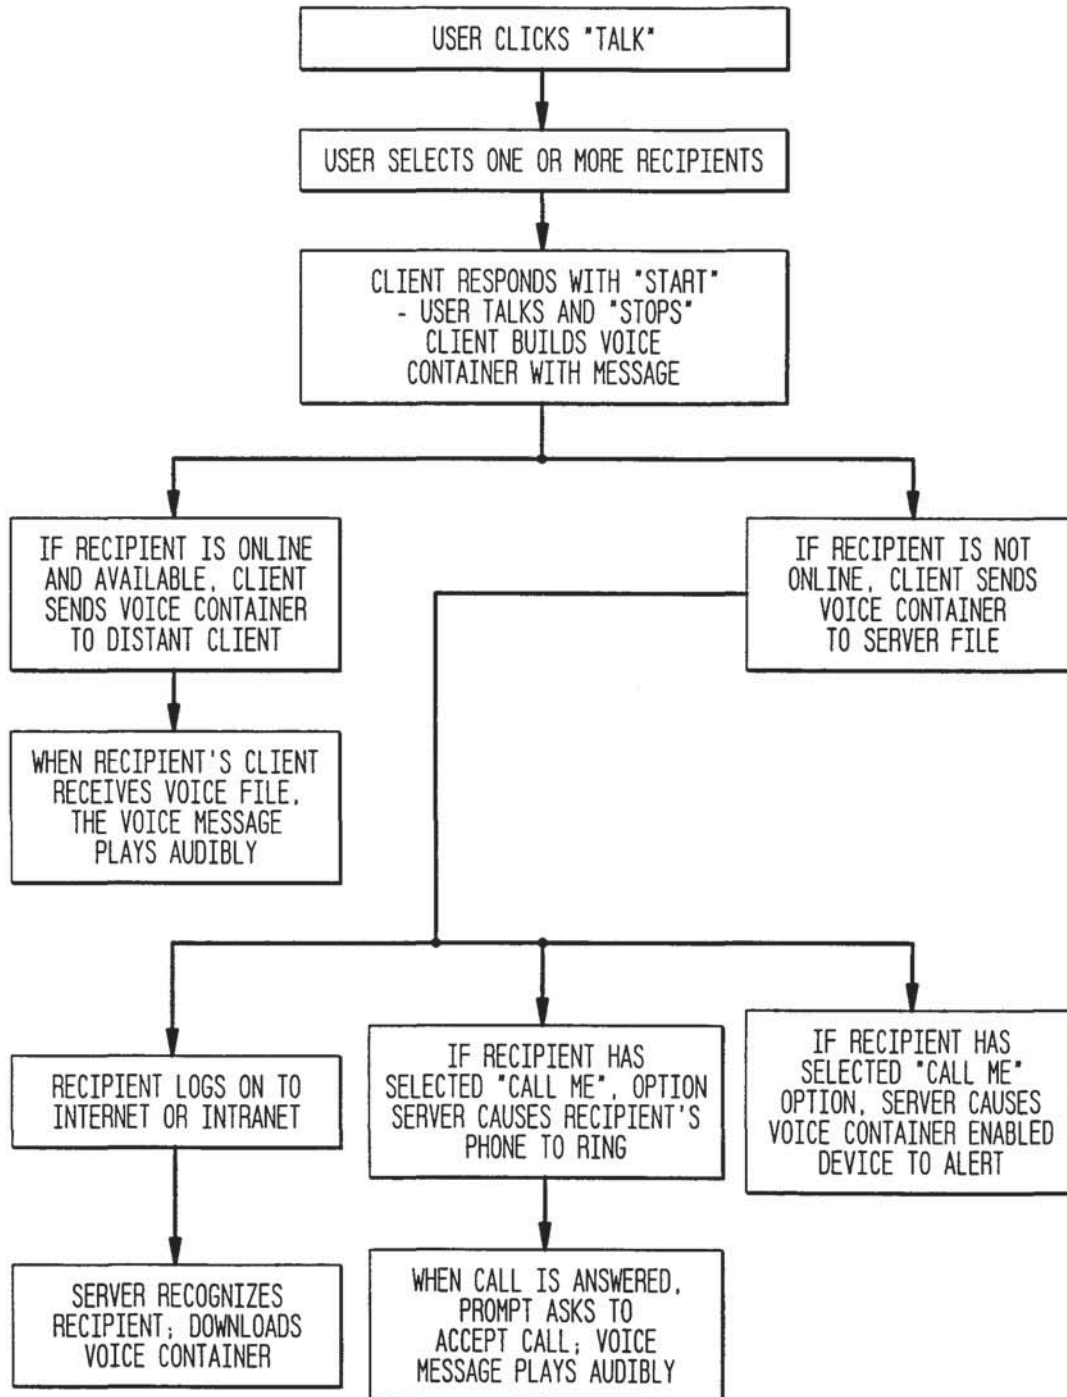 USER CLICKS "TALK"
USER SELECTS ONE OR MORE RECIPIENTS
CLIENT RESPONDS WITH "START"
- USER TALKS AND "STOPS"
CLIENT BUILDS VOICE
CONTAINER WITH MESSAGE
IF RECIPIENT IS ONLINE
AND AVAILABLE, CLIENT
SENDS VOICE CONTAINER
TO DISTANT CLIENT
IF RECIPIENT IS NOT
ONLINE, CLIENT SENDS
VOICE CONTAINER
TO SERVER FILE
WHEN RECIPIENT'S CLIENT
RECEIVES VOICE FILE,
THE VOICE MESSAGE
PLAYS AUDIBLY
RECIPIENT LOGS ON TO
INTERNET OR INTRANET
IF RECIPIENT HAS
SELECTED "CALL ME", OPTION
SERVER CAUSES RECIPIENT'S
PHONE TO RING
IF RECIPIENT HAS
SELECTED "CALL ME"
OPTION, SERVER CAUSES
VOICE CONTAINER ENABLED
DEVICE TO ALERT
SERVER RECOGNIZES
RECIPIENT; DOWNLOADS
VOICE CONTAINER
WHEN CALL IS ANSWERED,
PROMPT ASKS TO
ACCEPT CALL; VOICE
MESSAGE PLAYS AUDIBLY